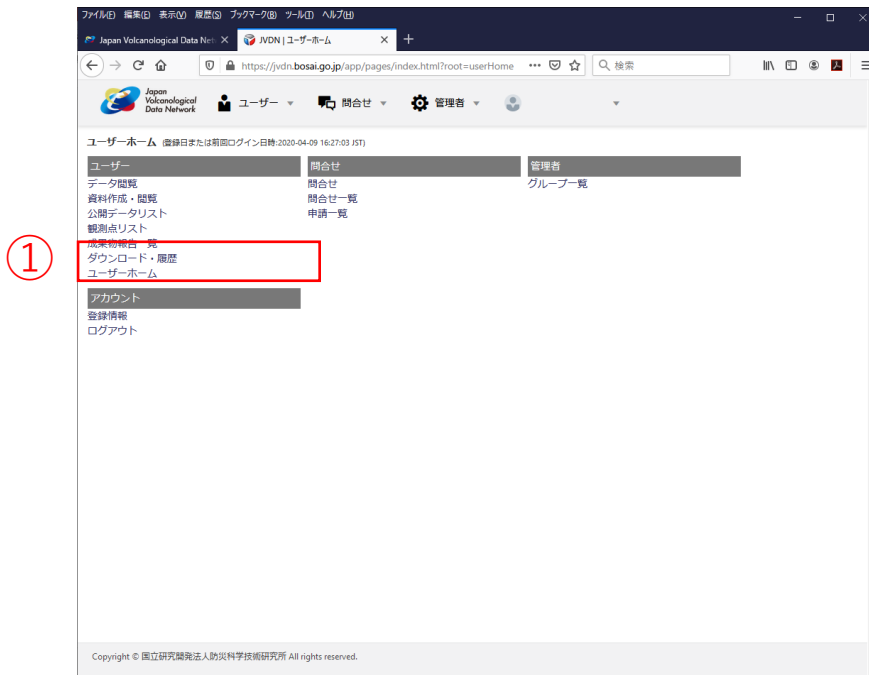 ファイル(F) 編集(E) 表示(V) 履歴(S) ブックマーク(B) ツール(T) ヘルプ(H)
Japan Volcanological Data Net
JVDN | ユーザーホーム
https://jvdn.bosai.go.jp/app/pages/index.html?root=userHome
検索
Japan
Volcanological
Data Network
ユーザー
問合せ
管理者
ユーザーホーム (登録日または前回ログイン日時:2020-04-09 16:27:03 JST)
ユーザー
データ閲覧
資料作成・閲覧
公開データリスト
観測点リスト
成果物報告一覧
ダウンロード・履歴
ユーザーホーム
問合せ
問合せ
問合せ一覧
申請一覧
管理者
グループ一覧
①
アカウント
登録情報
ログアウト
Copyright © 国立研究開発法人防災科学技術研究所 All rights reserved.